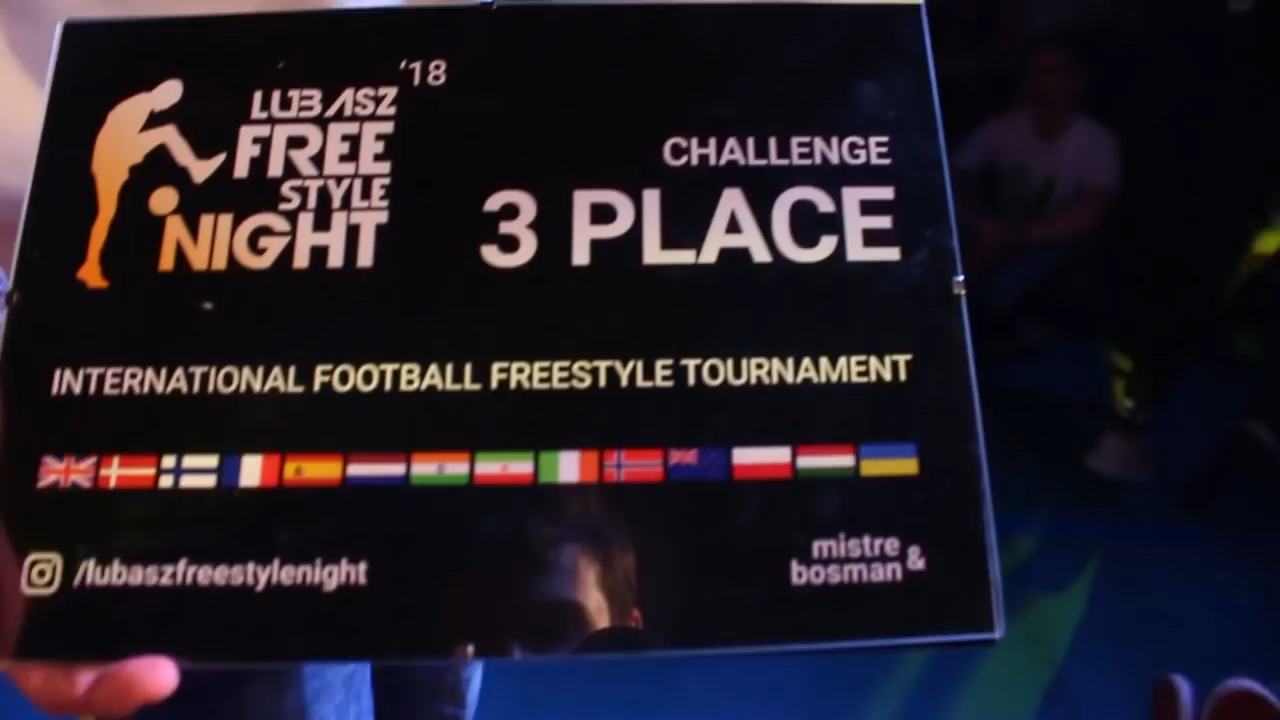 LUBASZ '18
FREE
STYLE
NIGHT
CHALLENGE
3 PLACE
INTERNATIONAL FOOTBALL FREESTYLE TOURNAMENT
/lubaszfreestylenight
mistre &
bosman